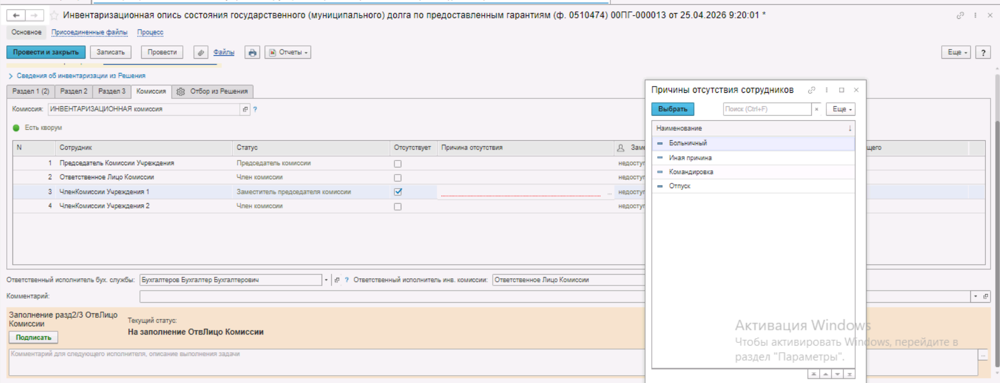 Инвентаризационная опись состояния государственного (муниципального) долга по предоставленным гарантиям (ф. 0510474) 00ПГ-000013 от 25.04.2026 9:20:01 *
Основное Присоединенные файлы Процесс
Провести и закрыть Записать Провести Файлы Отчеты Еще ?
Сведения об инвентаризации из Решения
Раздел 1 (2) Раздел 2 Раздел 3 Комиссия Отбор из Решения
Комиссия: ИНВЕНТАРИЗАЦИОННАЯ комиссия ?
Есть кворум
N Сотрудник Статус Отсутствует Причина отсутствия Заме
1 Председатель Комиссии Учреждения Председатель комиссии недоступ
2 Ответственное Лицо Комиссии Член комиссии недоступ
3 ЧленКомиссии Учреждения 1 Заместитель председателя комиссии ... недоступ
4 ЧленКомиссии Учреждения 2 Член комиссии недоступ
щего
Причины отсутствия сотрудников
Выбрать Поиск (Ctrl+F) × Еще
Наименование ↓
Больничный
Иная причина
Командировка
Отпуск
Ответственный исполнитель бух. службы: Бухгалтеров Бухгалтер Бухгалтерович ? Ответственный исполнитель инв. комиссии: Ответственное Лицо Комиссии
Комментарий:
Заполнение разд2/3 ОтвЛицо
Комиссии
Текущий статус:
На заполнение ОтвЛицо Комиссии
Подписать
Комментарий для следующего исполнителя, описание выполнения задачи
...
Активация Windows
Чтобы активировать Windows, перейдите в
раздел "Параметры".